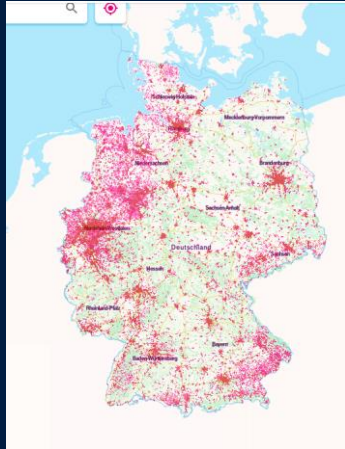 Schleswig-Holstein
Hamburg
Mecklenburg-Vorpommern
Niedersachsen
Brandenburg
Sachsen-Anhalt
Nordrhein-Westfalen
Deutschland
Sachsen
Hessen
Rheinland-Pfalz
Bayern
Baden-Württemberg